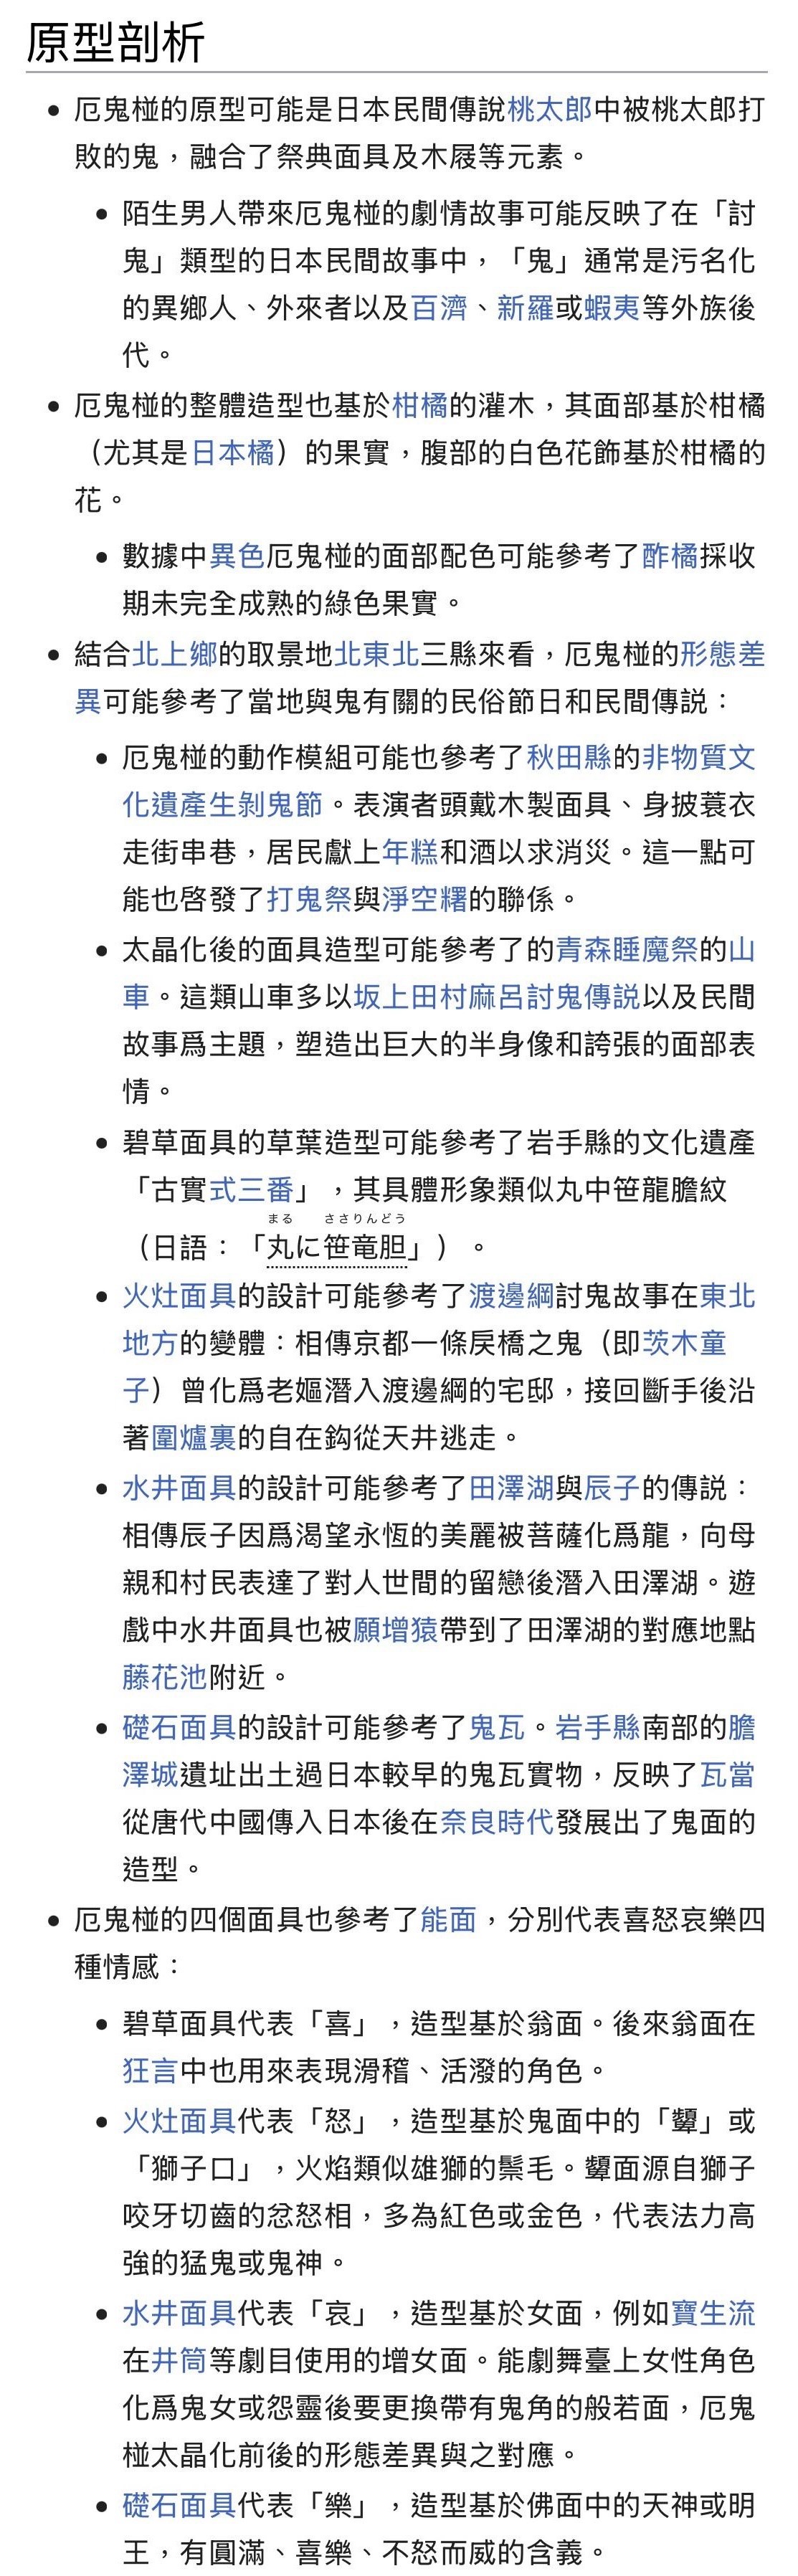 原型剖析
厄鬼椪的原型可能是日本民間傳說桃太郎中被桃太郎打
敗的鬼，融合了祭典面具及木屐等元素。
陌生男人帶來厄鬼椪的劇情故事可能反映了在「討
鬼」類型的日本民間故事中，「鬼」通常是污名化
的異鄉人、外來者以及百濟、新羅或蝦夷等外族後
代。
厄鬼椪的整體造型也基於柑橘的灌木，其面部基於柑橘
（尤其是日本橘）的果實，腹部的白色花飾基於柑橘的
花。
數據中異色厄鬼椪的面部配色可能參考了酢橘採收
期未完全成熟的綠色果實。
結合北上鄉的取景地北東北三縣來看，厄鬼椪的形態差
異可能參考了當地與鬼有關的民俗節日和民間傳說：
厄鬼椪的動作模組可能也參考了秋田縣的非物質文
化遺產生剝鬼節。表演者頭戴木製面具、身披蓑衣
走街串巷，居民獻上年糕和酒以求消災。這一點可
能也啓發了打鬼祭與淨空糬的聯係。
太晶化後的面具造型可能參考了的青森睡魔祭的山
車。這類山車多以坂上田村麻呂討鬼傳説以及民間
故事爲主題，塑造出巨大的半身像和誇張的面部表
情。
碧草面具的草葉造型可能參考了岩手縣的文化遺產
「古實式三番」，其具體形象類似丸中笹龍膽紋
まる ささりんどう
（日語：「丸に笹竜胆」）。
火灶面具的設計可能參考了渡邊綱討鬼故事在東北
地方的變體：相傳京都一條戻橋之鬼（即茨木童
子）曾化爲老嫗潛入渡邊綱的宅邸，接回斷手後沿
著圍爐裏的自在鈎從天井逃走。
水井面具的設計可能參考了田澤湖與辰子的傳説：
相傳辰子因爲渴望永恆的美麗被菩薩化爲龍，向母
親和村民表達了對人世間的留戀後潛入田澤湖。遊
戲中水井面具也被願增猿帶到了田澤湖的對應地點
藤花池附近。
礎石面具的設計可能參考了鬼瓦。岩手縣南部的膽
澤城遺址出土過日本較早的鬼瓦實物，反映了瓦當
從唐代中國傳入日本後在奈良時代發展出了鬼面的
造型。
厄鬼椪的四個面具也參考了能面，分別代表喜怒哀樂四
種情感：
碧草面具代表「喜」，造型基於翁面。後來翁面在
狂言中也用來表現滑稽、活潑的角色。
火灶面具代表「怒」，造型基於鬼面中的「顰」或
「獅子口」，火焰類似雄獅的鬃毛。顰面源自獅子
咬牙切齒的忿怒相，多為紅色或金色，代表法力高
強的猛鬼或鬼神。
水井面具代表「哀」，造型基於女面，例如寶生流
在井筒等劇目使用的增女面。能劇舞臺上女性角色
化爲鬼女或怨靈後要更換帶有鬼角的般若面，厄鬼
椪太晶化前後的形態差異與之對應。
礎石面具代表「樂」，造型基於佛面中的天神或明
王，有圓滿、喜樂、不怒而威的含義。